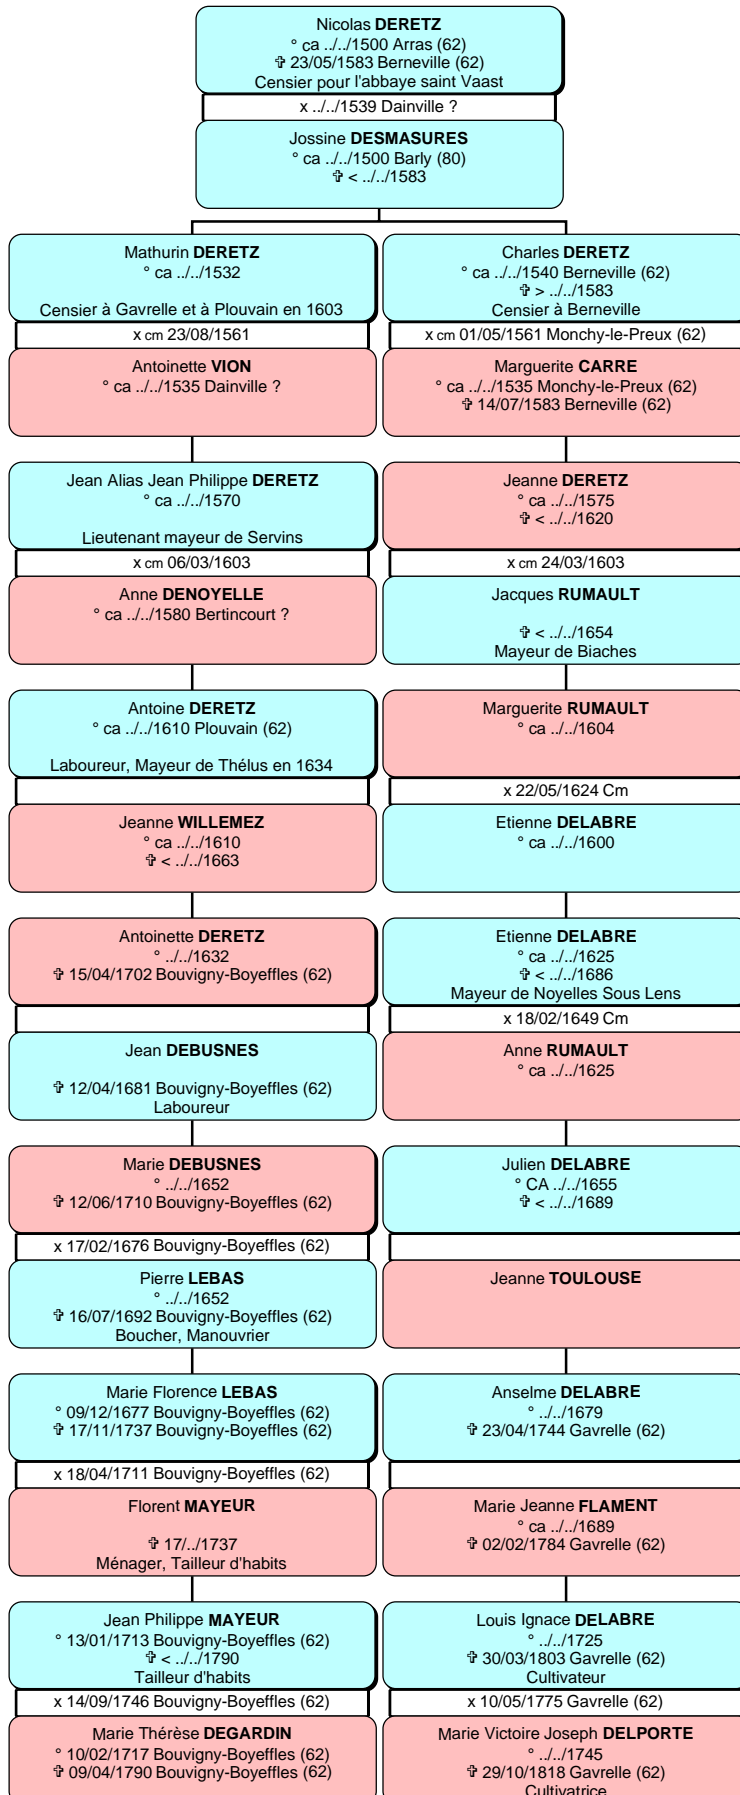 Nicolas DERETZ
° ca ../../1500 Arras (62)
✞ 23/05/1583 Berneville (62)
Censier pour l'abbaye saint Vaast
x ../../1539 Dainville ?
Jossine DESMASURES
° ca ../../1500 Barly (80)
✞ < ../../1583
Mathurin DERETZ
° ca ../../1532
Censier à Gavrelle et à Plouvain en 1603
x cm 23/08/1561
Antoinette VION
° ca ../../1535 Dainville ?
Charles DERETZ
° ca ../../1540 Berneville (62)
✞ > ../../1583
Censier à Berneville
x cm 01/05/1561 Monchy-le-Preux (62)
Marguerite CARRE
° ca ../../1535 Monchy-le-Preux (62)
✞ 14/07/1583 Berneville (62)
Jean Alias Jean Philippe DERETZ
° ca ../../1570
Lieutenant mayeur de Servins
x cm 06/03/1603
Anne DENOYELLE
° ca ../../1580 Bertincourt ?
Jeanne DERETZ
° ca ../../1575
✞ < ../../1620
x cm 24/03/1603
Jacques RUMAULT
✞ < ../../1654
Mayeur de Biaches
Antoine DERETZ
° ca ../../1610 Plouvain (62)
Laboureur, Mayeur de Thélus en 1634
Jeanne WILLEMEZ
° ca ../../1610
✞ < ../../1663
Marguerite RUMAULT
° ca ../../1604
x 22/05/1624 Cm
Etienne DELABRE
° ca ../../1600
Antoinette DERETZ
° ../../1632
✞ 15/04/1702 Bouvigny-Boyeffles (62)
Jean DEBUSNES
✞ 12/04/1681 Bouvigny-Boyeffles (62)
Laboureur
Etienne DELABRE
° ca ../../1625
✞ < ../../1686
Mayeur de Noyelles Sous Lens
x 18/02/1649 Cm
Anne RUMAULT
° ca ../../1625
Marie DEBUSNES
° ../../1652
✞ 12/06/1710 Bouvigny-Boyeffles (62)
x 17/02/1676 Bouvigny-Boyeffles (62)
Pierre LEBAS
° ../../1652
✞ 16/07/1692 Bouvigny-Boyeffles (62)
Boucher, Manouvrier
Julien DELABRE
° CA ../../1655
✞ < ../../1689
Jeanne TOULOUSE
Marie Florence LEBAS
° 09/12/1677 Bouvigny-Boyeffles (62)
✞ 17/11/1737 Bouvigny-Boyeffles (62)
x 18/04/1711 Bouvigny-Boyeffles (62)
Florent MAYEUR
✞ 17/../1737
Ménager, Tailleur d'habits
Anselme DELABRE
° ../../1679
✞ 23/04/1744 Gavrelle (62)
Marie Jeanne FLAMENT
° ca ../../1689
✞ 02/02/1784 Gavrelle (62)
Jean Philippe MAYEUR
° 13/01/1713 Bouvigny-Boyeffles (62)
✞ < ../../1790
Tailleur d'habits
x 14/09/1746 Bouvigny-Boyeffles (62)
Marie Thérèse DEGARDIN
° 10/02/1717 Bouvigny-Boyeffles (62)
✞ 09/04/1790 Bouvigny-Boyeffles (62)
Louis Ignace DELABRE
° ../../1725
✞ 30/03/1803 Gavrelle (62)
Cultivateur
x 10/05/1775 Gavrelle (62)
Marie Victoire Joseph DELPORTE
° ../../1745
✞ 29/10/1818 Gavrelle (62)
Cultivatrice